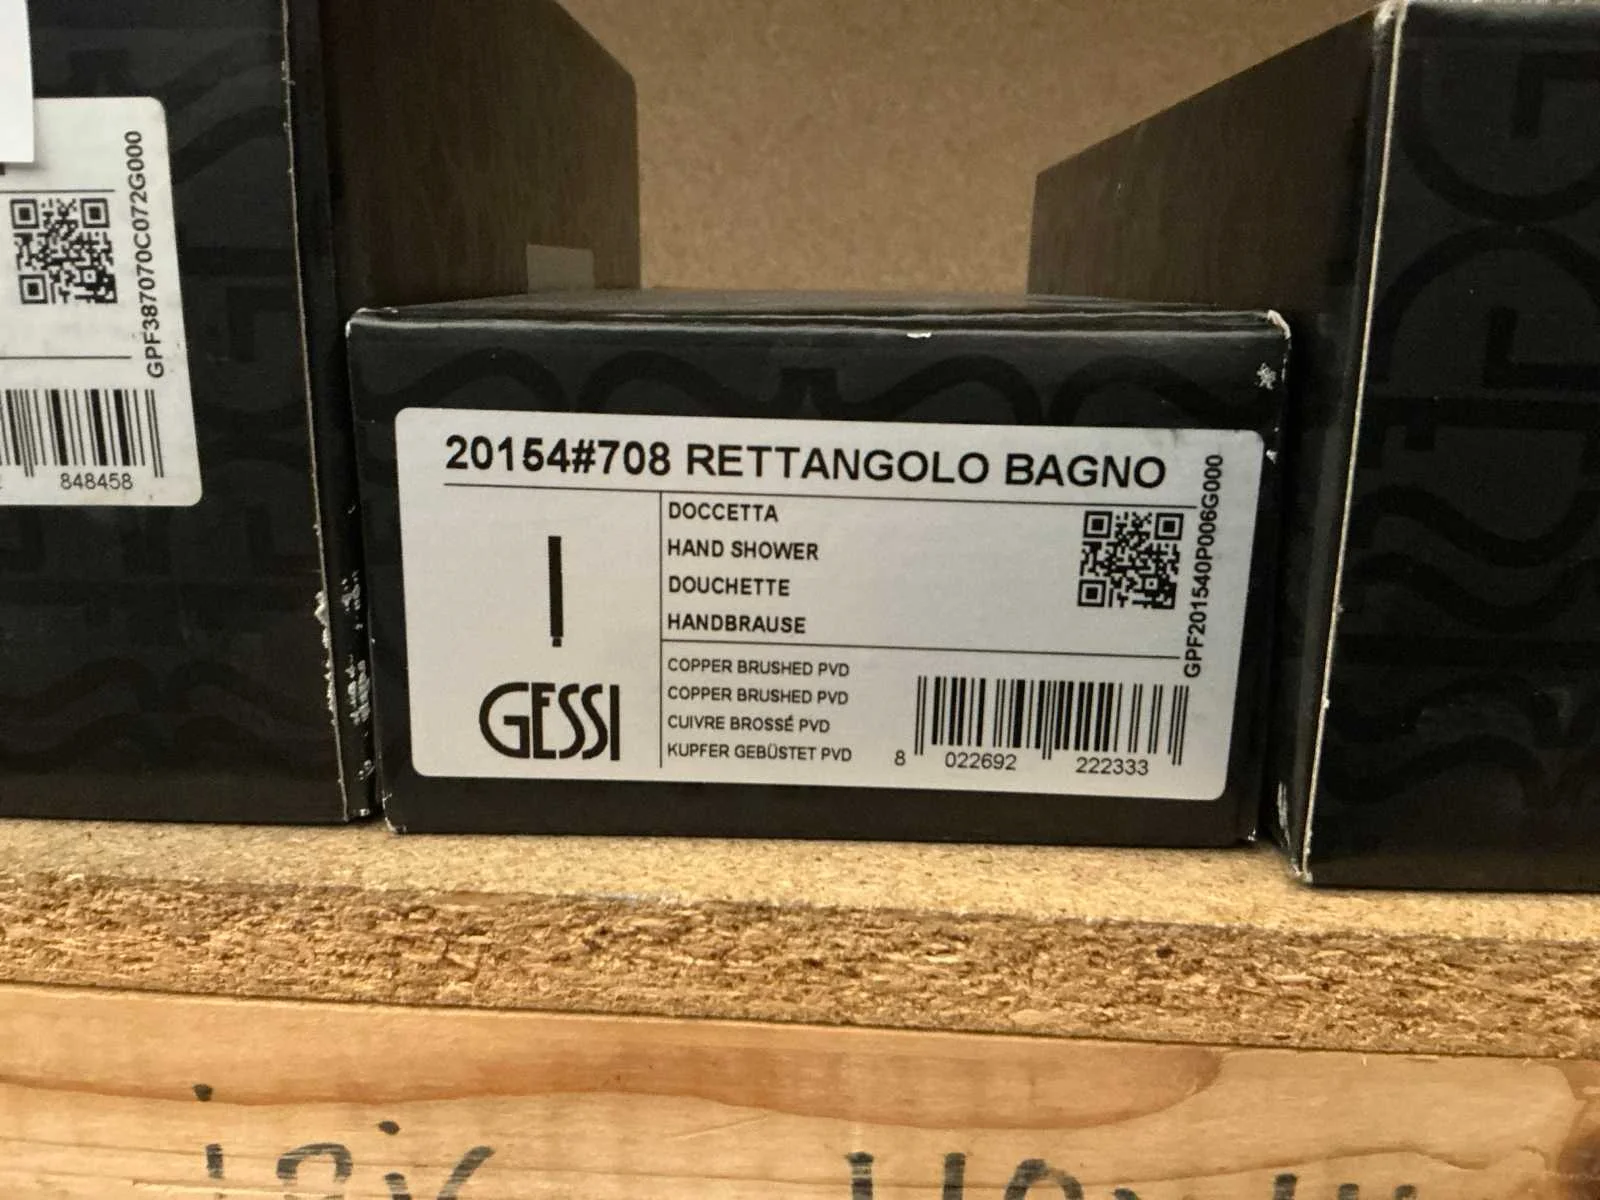 GPF387070C072G000
848458
20154#708 RETTANGOLO BAGNO
DOCCETTA
HAND SHOWER
DOUCHETTE
HANDBRAUSE
COPPER BRUSHED PVD
COPPER BRUSHED PVD
CUIVRE BROSSÉ PVD
KUPFER GEBÜSTET PVD
GESSI
8 022692 222333
GPF201540P006G000